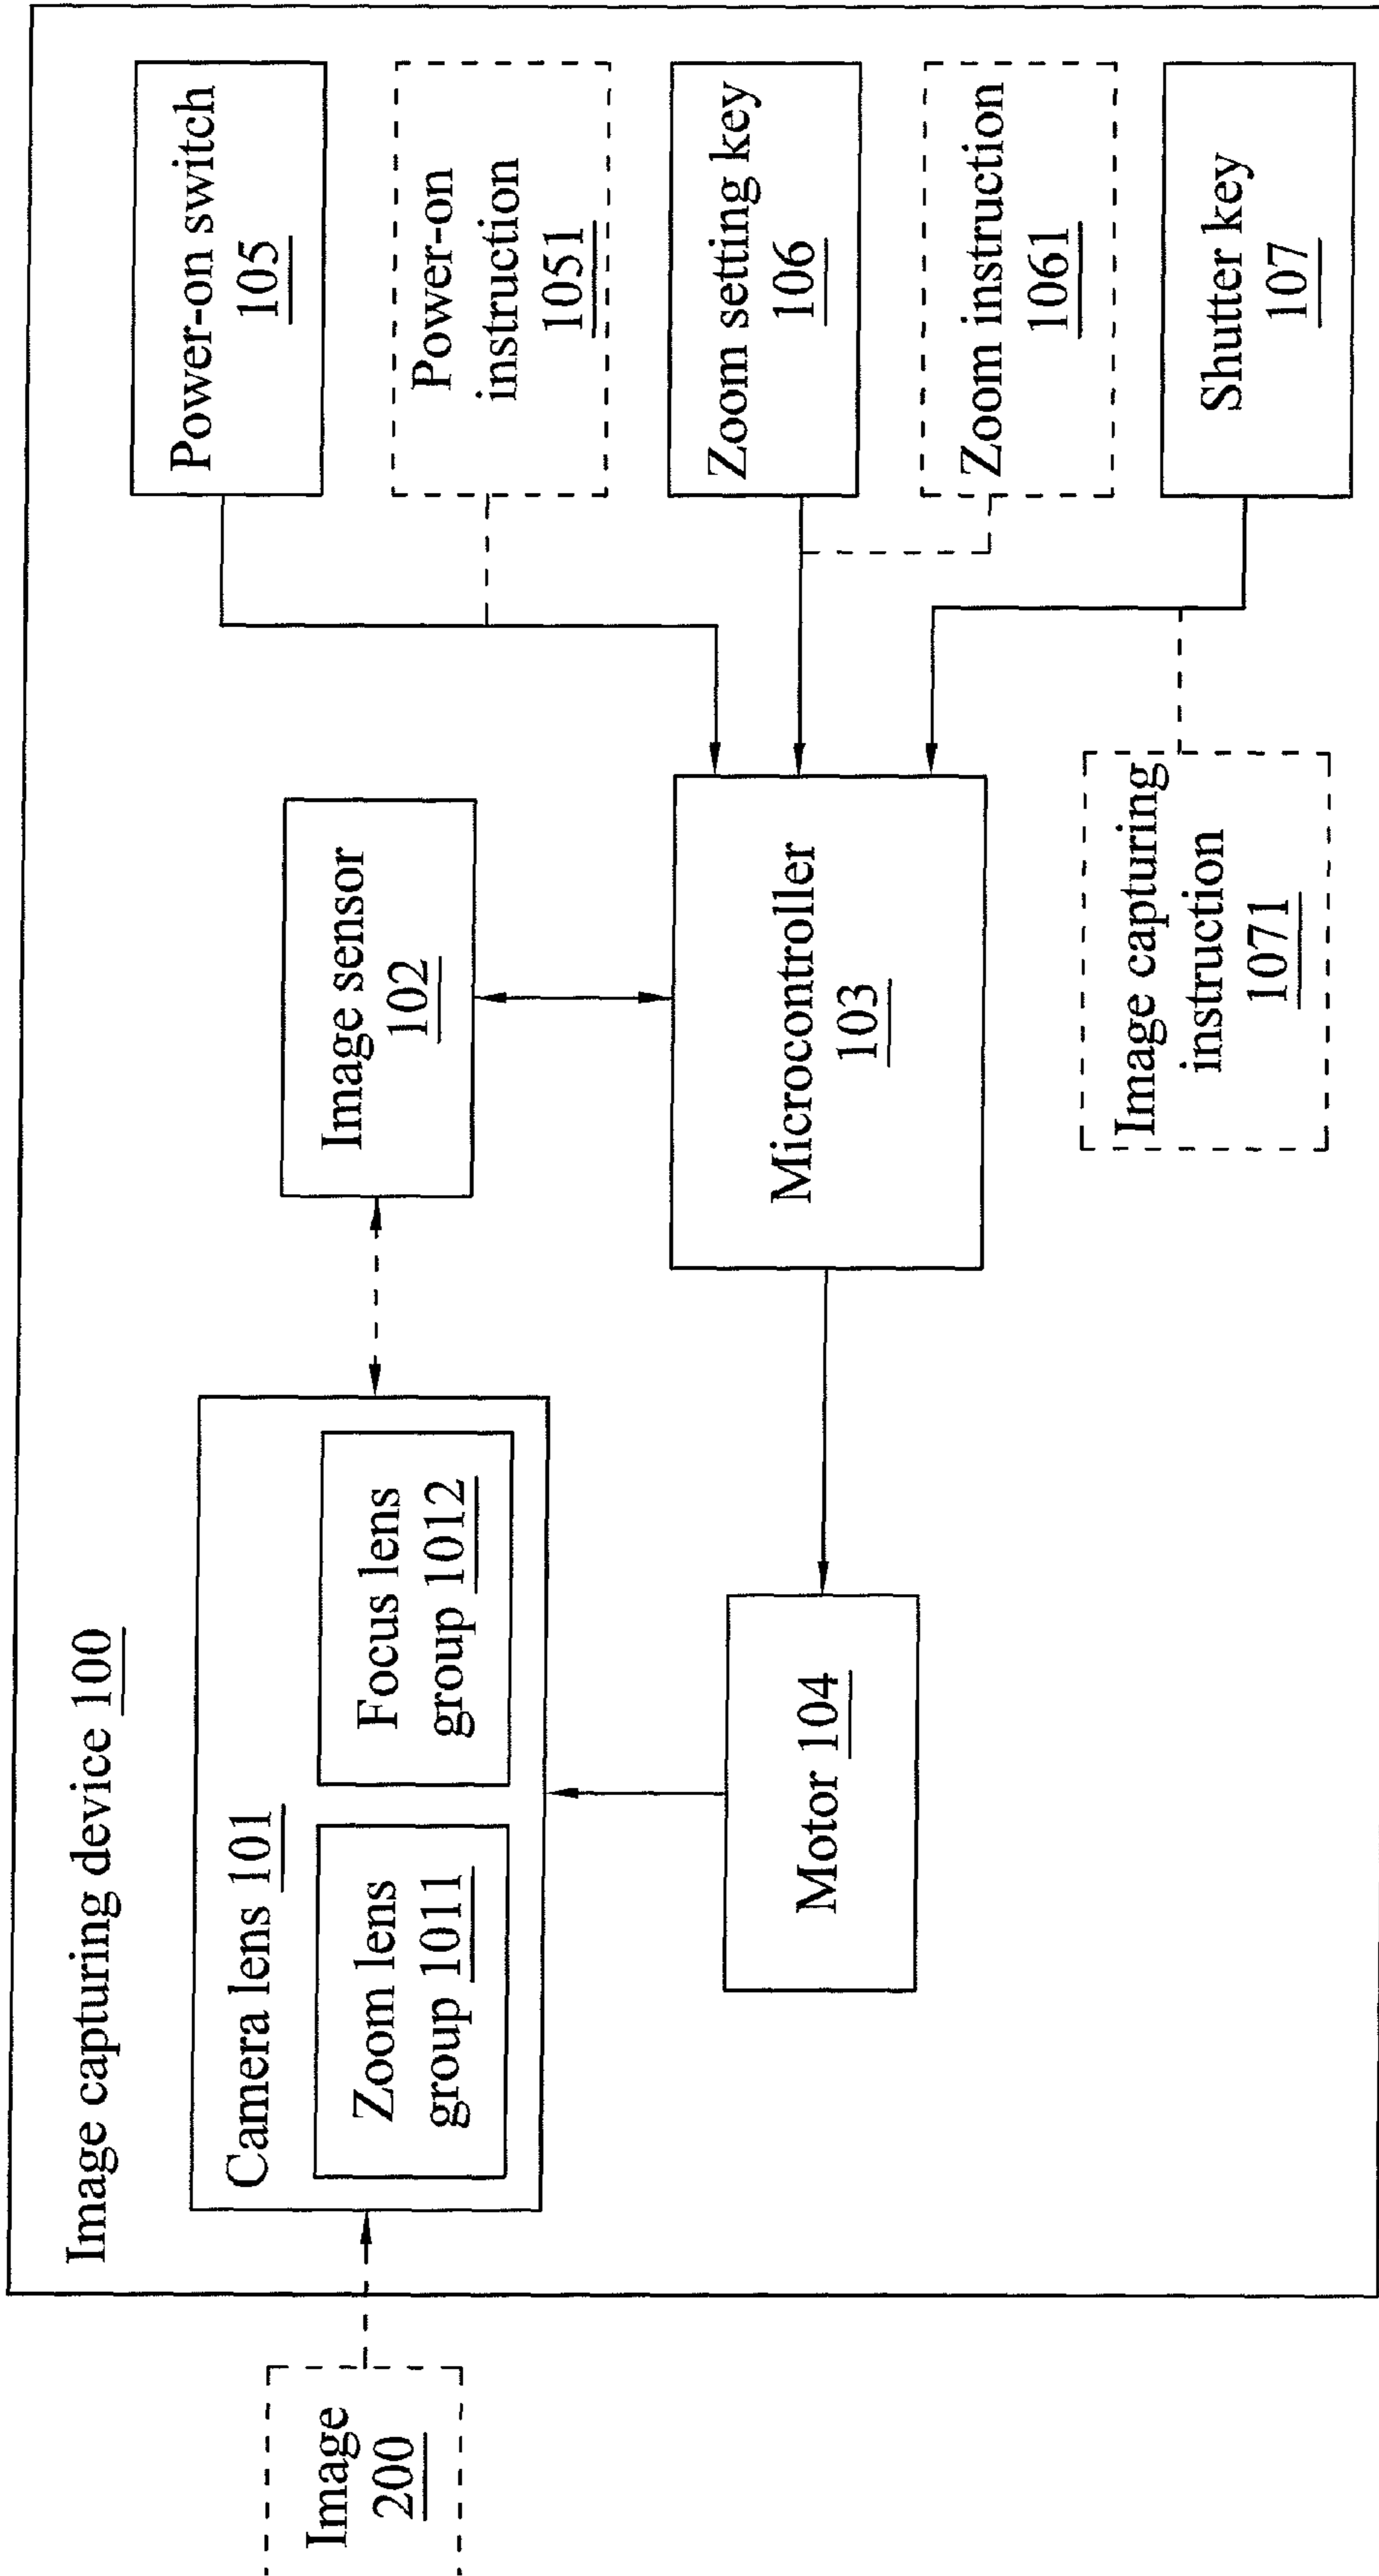 Image capturing device 100
Camera lens 101
Zoom lens
group 1011
Focus lens
group 1012
Image
200
Image sensor
102
Motor 104
Microcontroller
103
Power-on switch
105
Power-on
instruction
1051
Zoom setting key
106
Zoom instruction
1061
Shutter key
107
Image capturing
instruction
1071